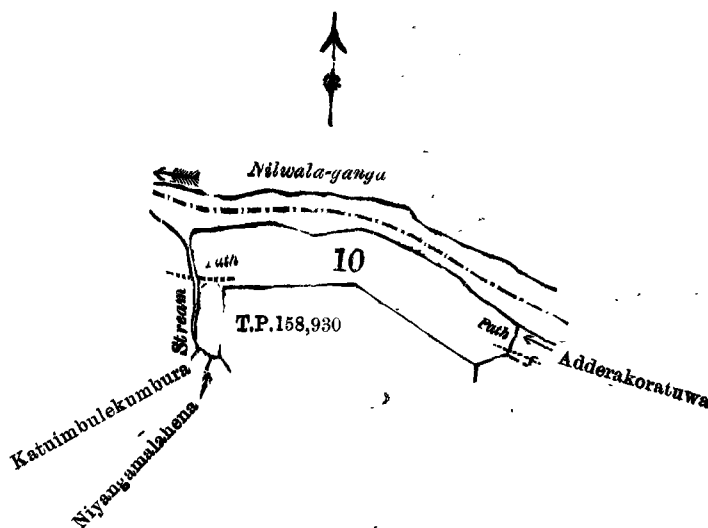 Nilwala-ganga
Path
10
Stream
T.P.158,930
Path
Adderakoratuwa
Katuimbulekumbura
Niyangamalahena